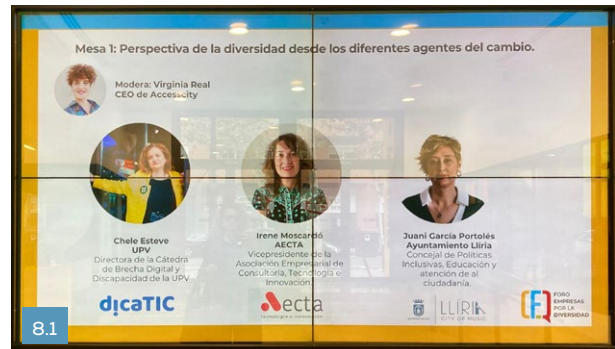 Mesa 1: Perspectiva de la diversidad desde los diferentes agentes del cambio.
Modera: Virginia Real
CEO de Accesscity
Chele Esteve
UPV
Directora de la Cátedra
de Brecha Digital y
Discapacidad de la UPV
dicaTIC
Irene Moscardó
AECTA
Vicepresidente de la
Asociación Empresarial de
Consultoría, Tecnología e
Innovación.
Aecta
tecnología e innovación
Juani García Portolés
Ayuntamiento Llíria
Concejal de Políticas
Inclusivas, Educación y
atención de al
ciudadanía.
LLÍRIA
CITY OF MUSIC
FORO
EMPRESAS
POR LA
DIVERSIDAD
8.1